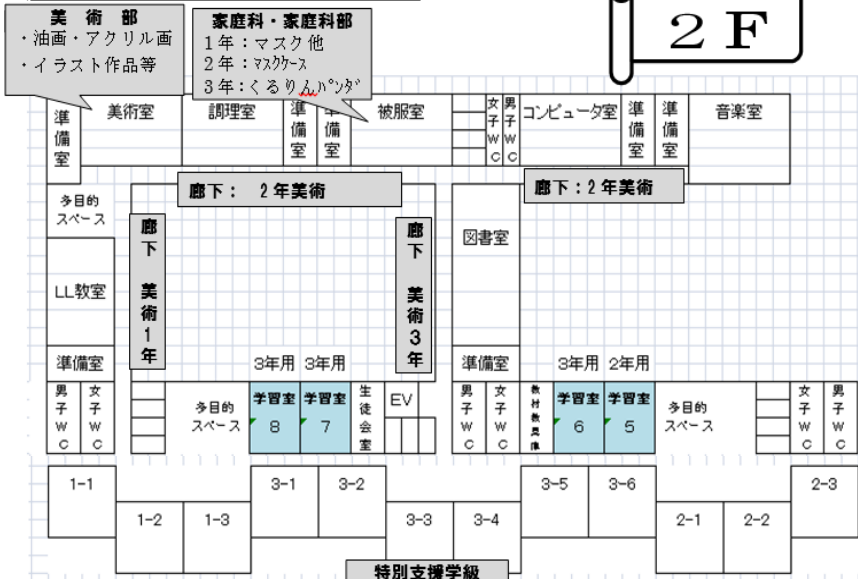 ２Ｆ
美 術 部
・油画・アクリル画
・イラスト作品等
家庭科・家庭科部
１年：マスク他
２年：ﾏｽｸｹｰｽ
３年：くるりんﾊﾟﾝﾀﾞ
準備室
美術室
調理室
準備室
準備室
被服室
女子WC
男子WC
コンピュータ室
準備室
準備室
音楽室
廊下： 2年美術
廊下：2年美術
多目的
スペース
廊下 美術1年
廊下 美術3年
図書室
LL教室
準備室
3年用
3年用
準備室
3年用
2年用
男子WC
女子WC
多目的
スペース
学習室
8
学習室
7
生徒会室
EV
男子WC
女子WC
学習室
6
学習室
5
多目的
スペース
女子WC
男子WC
1-1
3-1
3-2
3-5
3-6
2-3
1-2
1-3
3-3
3-4
2-1
2-2
特別支援学級